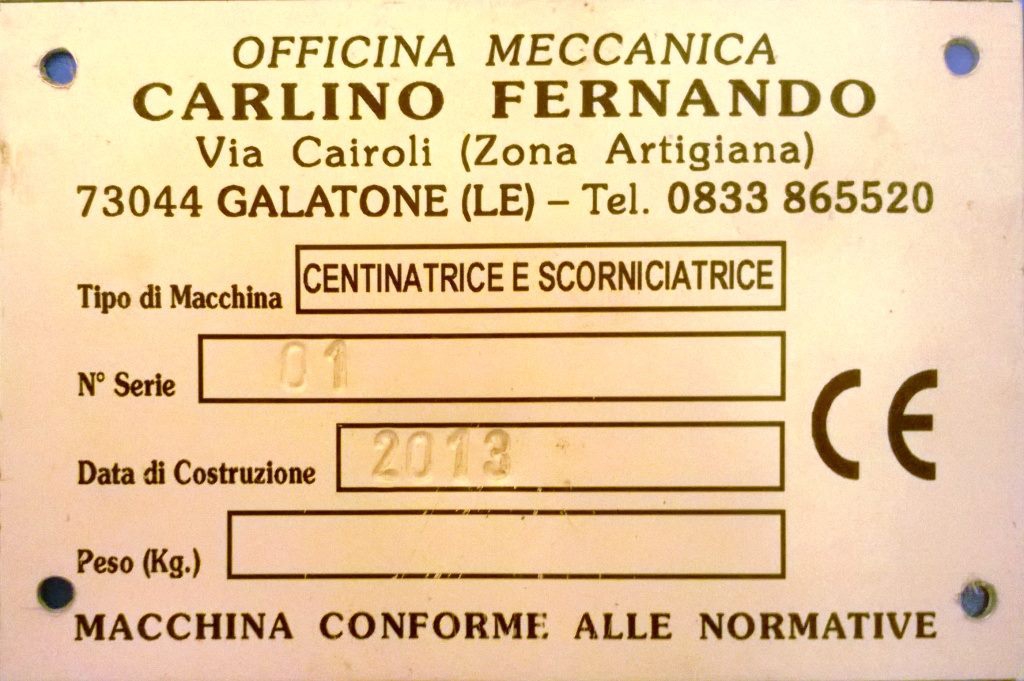 OFFICINA MECCANICA
CARLINO FERNANDO
Via Cairoli (Zona Artigiana)
73044 GALATONE (LE) – Tel. 0833 865520
Tipo di Macchina CENTINATRICE E SCORNICIATRICE
N° Serie 01
CE
Data di Costruzione 2013
Peso (Kg.)
MACCHINA CONFORME ALLE NORMATIVE